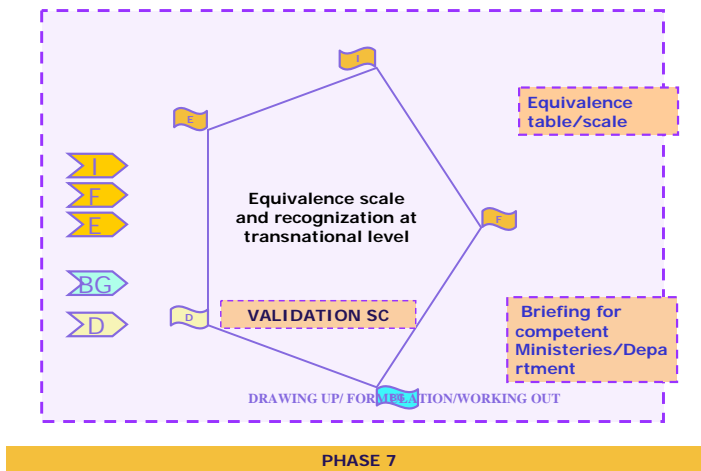 I
E
Equivalence
table/scale
I
F
E
Equivalence scale
and recognization at
transnational level
F
BG
D
D
VALIDATION SC
Briefing for
competent
Ministeries/Depa
rtment
BG
DRAWING UP/ FORMULATION/WORKING OUT
PHASE 7